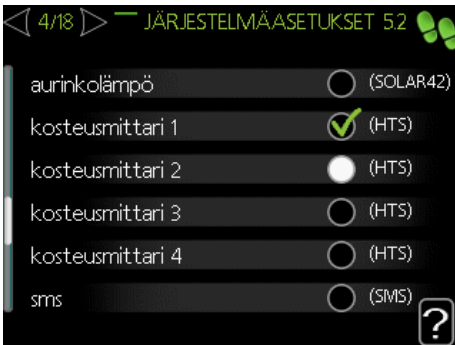 4/18 JÄRJESTELMÄASETUKSET 5.2
aurinkolämpö (SOLAR42)
kosteusmittari 1 (HTS)
kosteusmittari 2 (HTS)
kosteusmittari 3 (HTS)
kosteusmittari 4 (HTS)
sms (SMS)
?